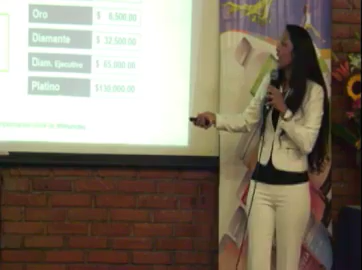 Oro $ 8,500.00
Diamante $ 32,500.00
Diam. Ejecutivo $ 65,000.00
Platino $130,000.00